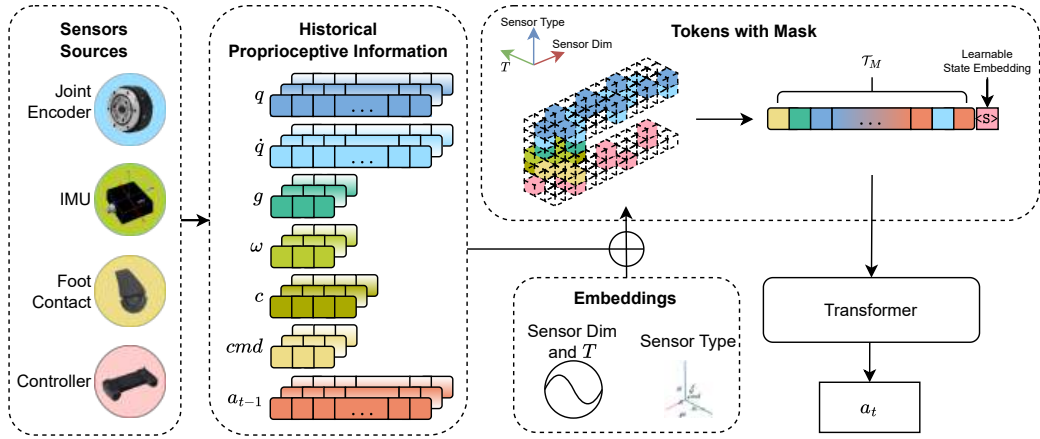 Sensors
Sources
Joint
Encoder
IMU
Foot
Contact
Controller
Historical
Proprioceptive Information
q
q̇
g
ω
c
cmd
a_{t−1}
...
...
...
Sensor Type
Sensor Dim
T
Tokens with Mask
𝒯_M
Learnable
State Embedding
...
<S>
Embeddings
Sensor Dim
and T
Sensor Type
Transformer
a_t